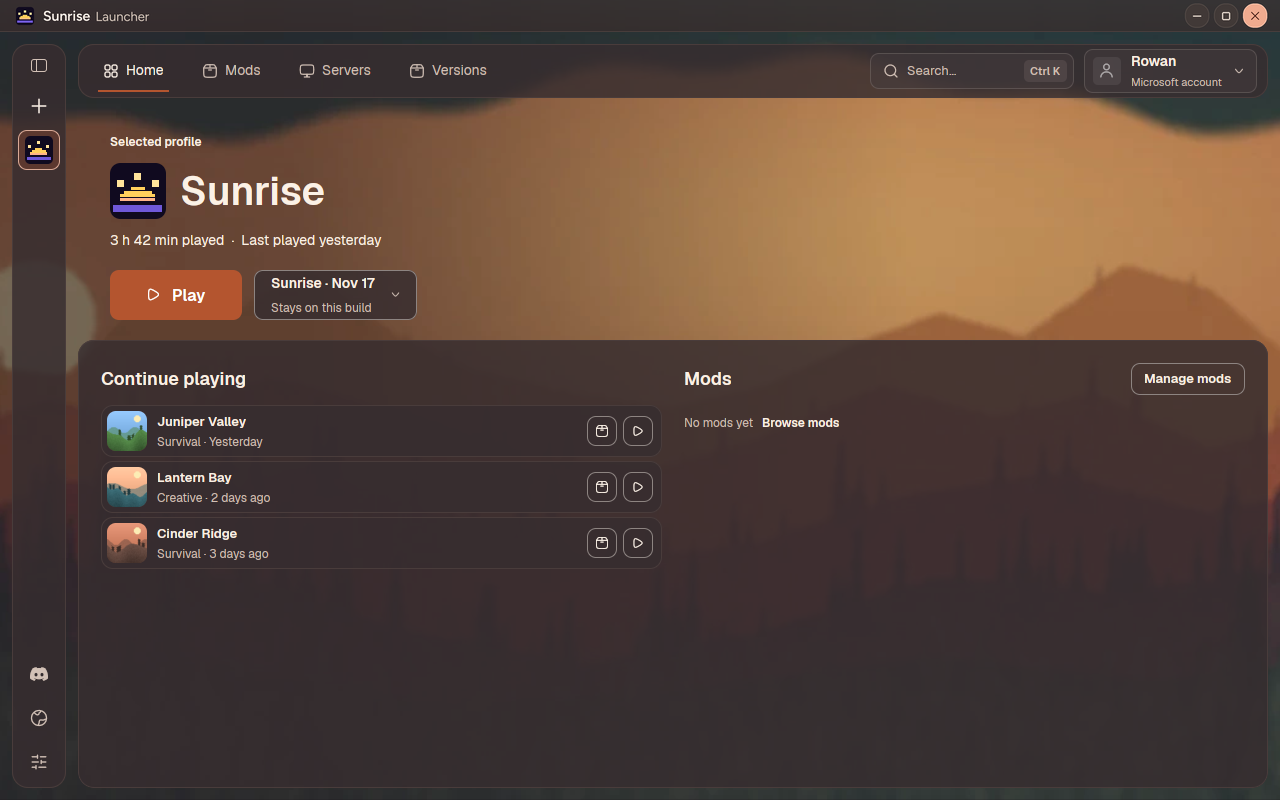 Sunrise Launcher
Home
Mods
Servers
Versions
Search...
Ctrl K
Rowan
Microsoft account
Selected profile
Sunrise
3 h 42 min played · Last played yesterday
Play
Sunrise · Nov 17
Stays on this build
Continue playing
Juniper Valley
Survival · Yesterday
Lantern Bay
Creative · 2 days ago
Cinder Ridge
Survival · 3 days ago
Mods
Manage mods
No mods yet Browse mods